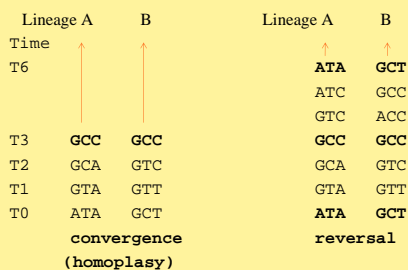 Lineage A B Lineage A B
Time
T6 ATA GCT
ATC GCC
GTC ACC
T3 GCC GCC GCC GCC
T2 GCA GTC GCA GTC
T1 GTA GTT GTA GTT
T0 ATA GCT ATA GCT
convergence reversal
(homoplasy)